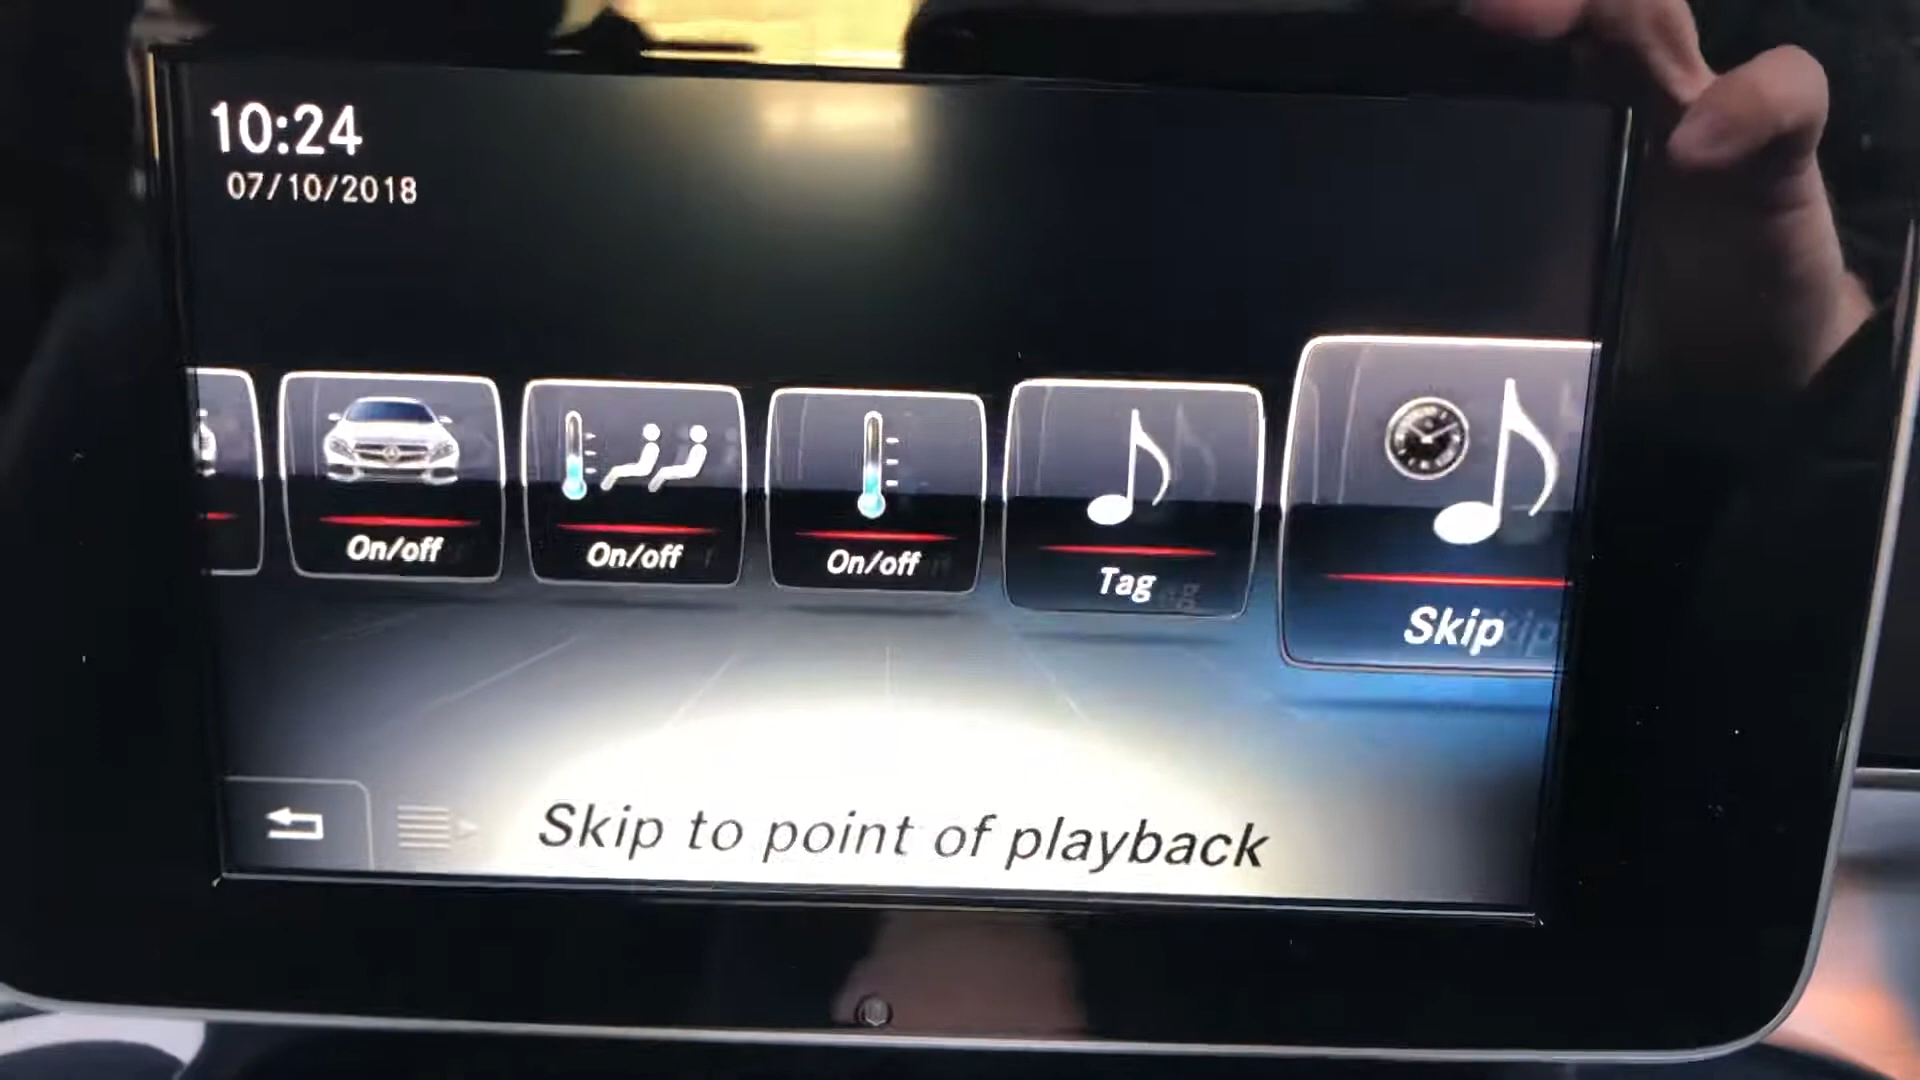 10:24
07/10/2018
On/off
On/off
On/off
Tag
Skip
Skip to point of playback